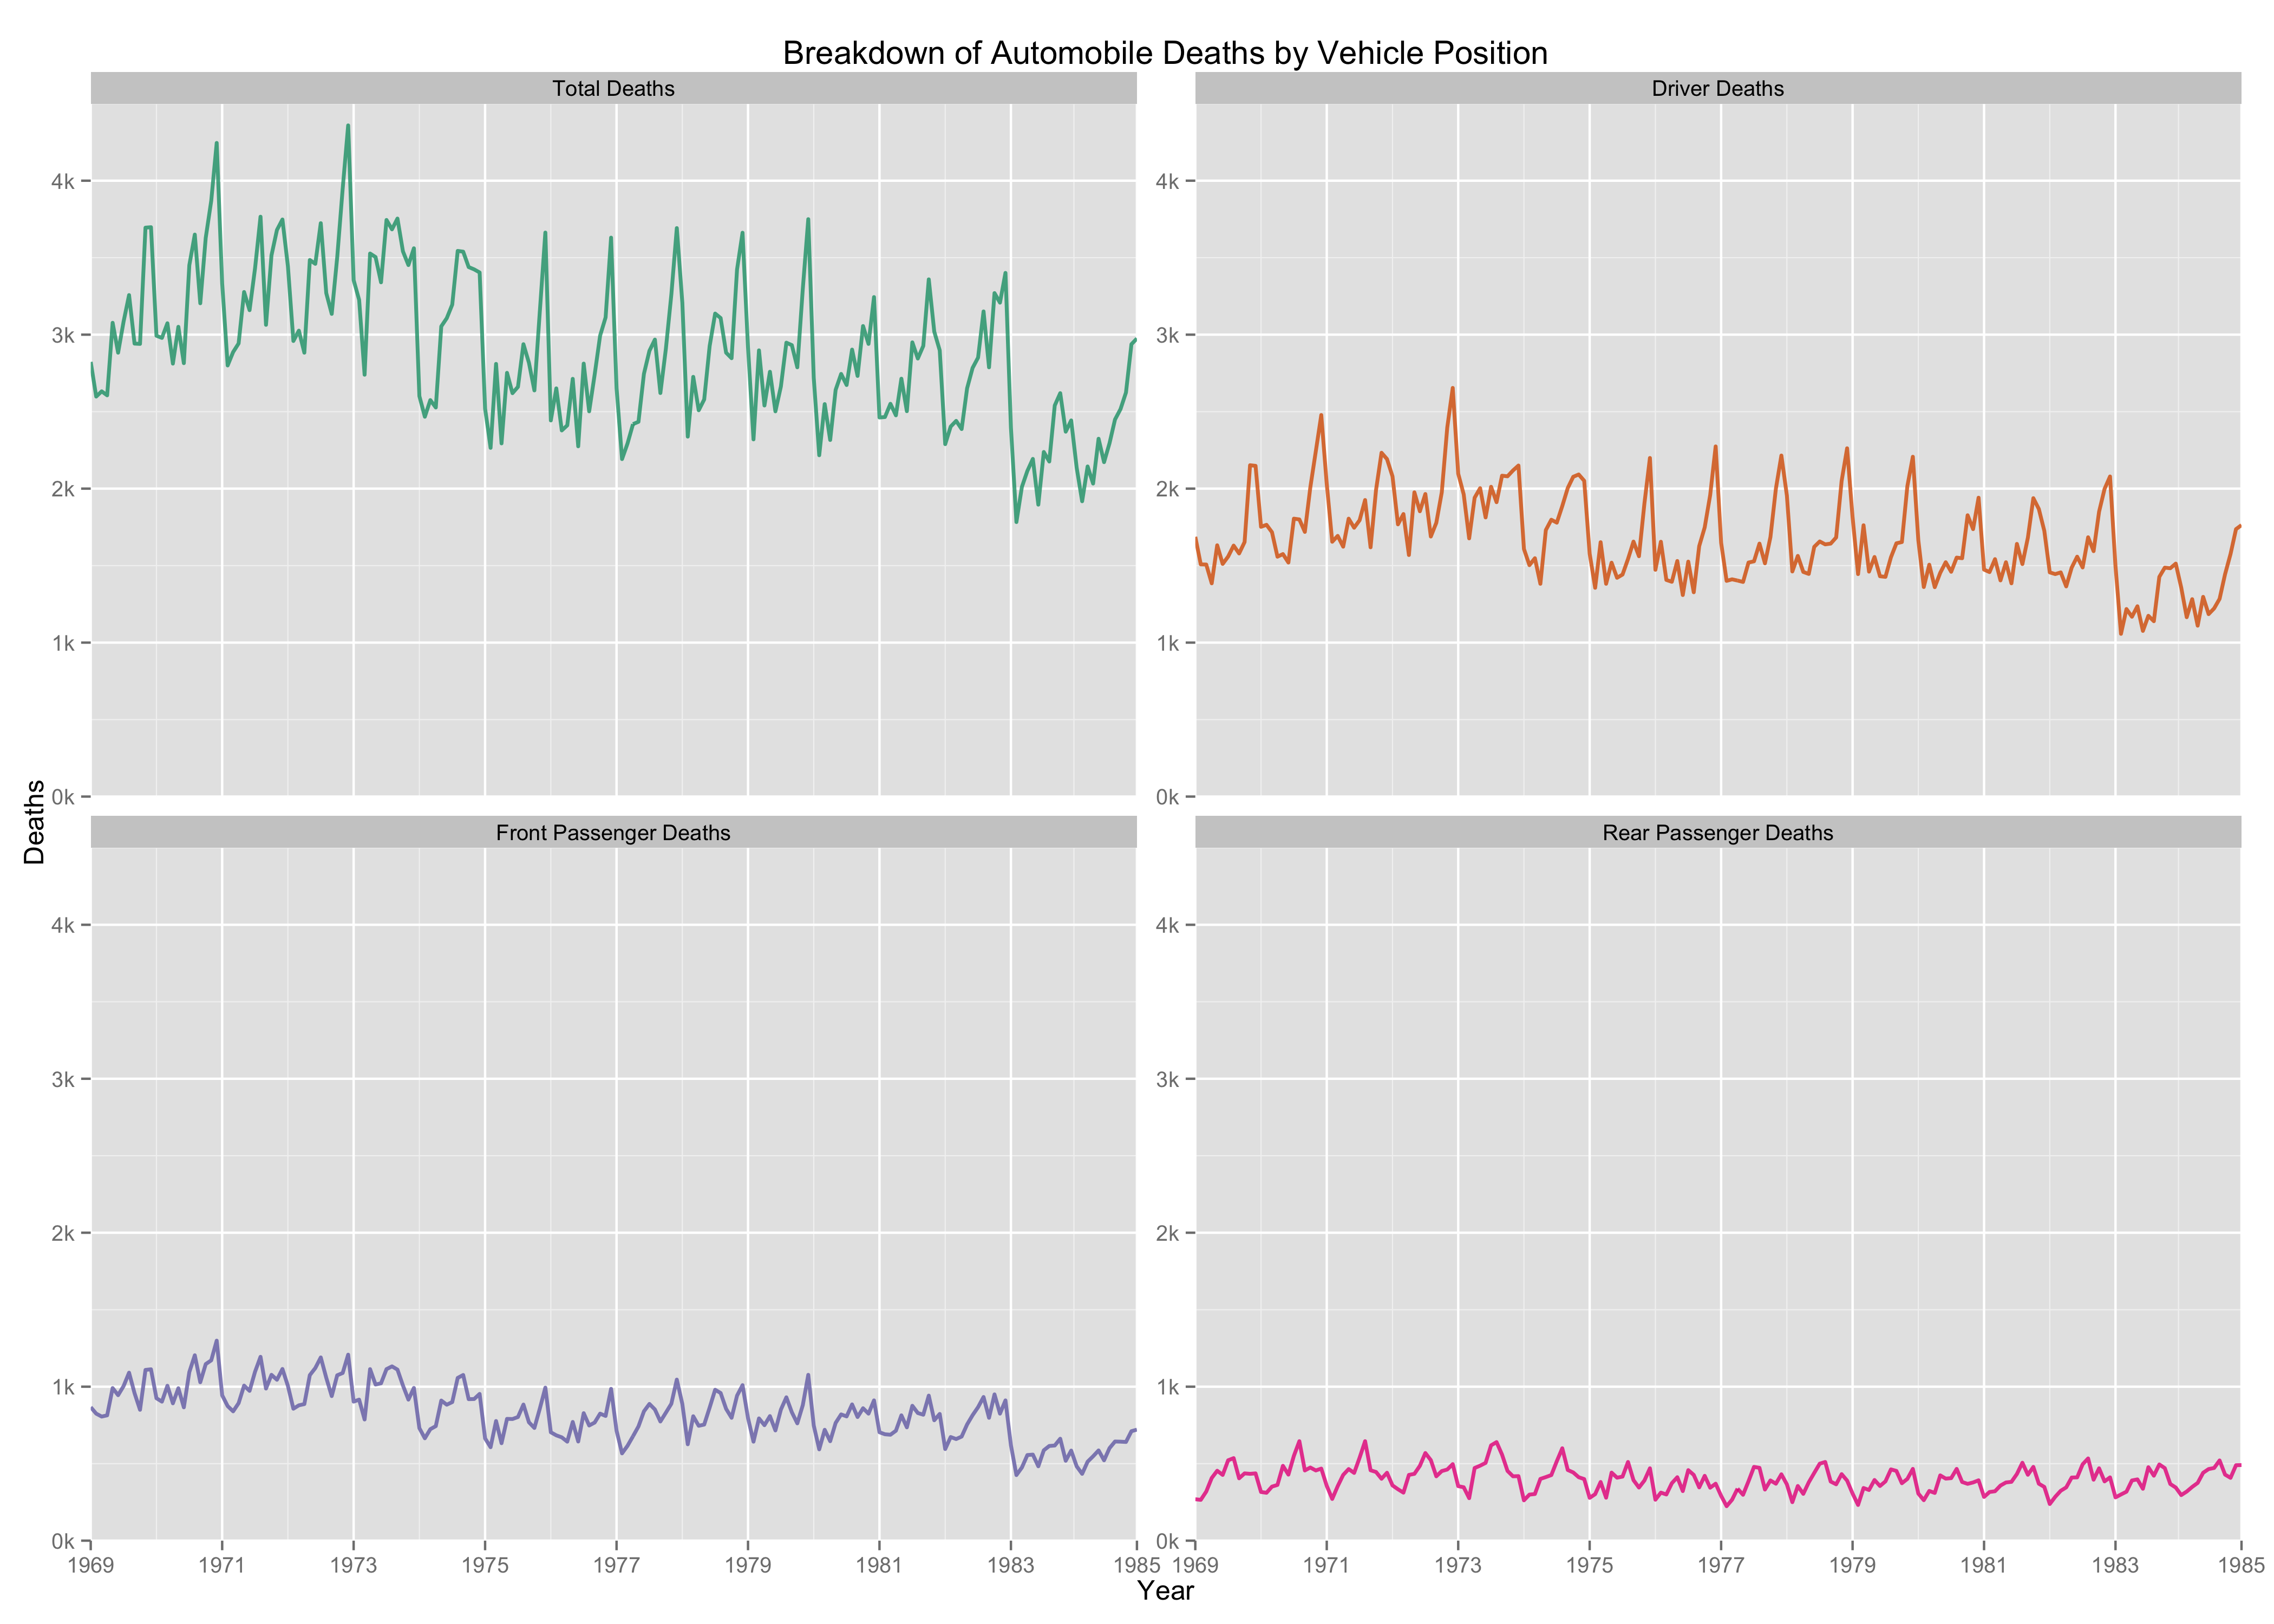 Breakdown of Automobile Deaths by Vehicle Position
Total Deaths
Driver Deaths
4k
3k
2k
1k
0k
4k
3k
2k
1k
0k
Deaths
Front Passenger Deaths
Rear Passenger Deaths
4k
3k
2k
1k
0k
4k
3k
2k
1k
0k
1969 1971 1973 1975 1977 1979 1981 1983 1985
1969 1971 1973 1975 1977 1979 1981 1983 1985
Year